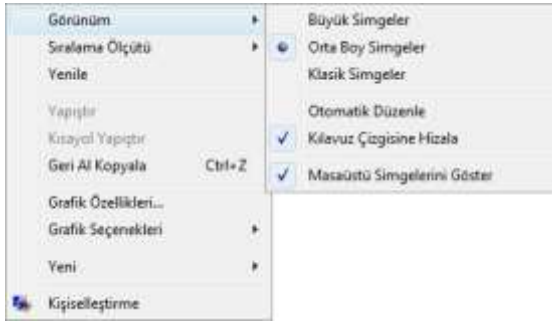 Görünüm
Sıralama Ölçütü
Yenile
Yapıştır
Kısayol Yapıştır
Geri Al Kopyala Ctrl+Z
Grafik Özellikleri...
Grafik Seçenekleri
Yeni
Kişiselleştirme
Büyük Simgeler
Orta Boy Simgeler
Klasik Simgeler
Otomatik Düzenle
Kılavuz Çizgisine Hizala
Masaüstü Simgelerini Göster